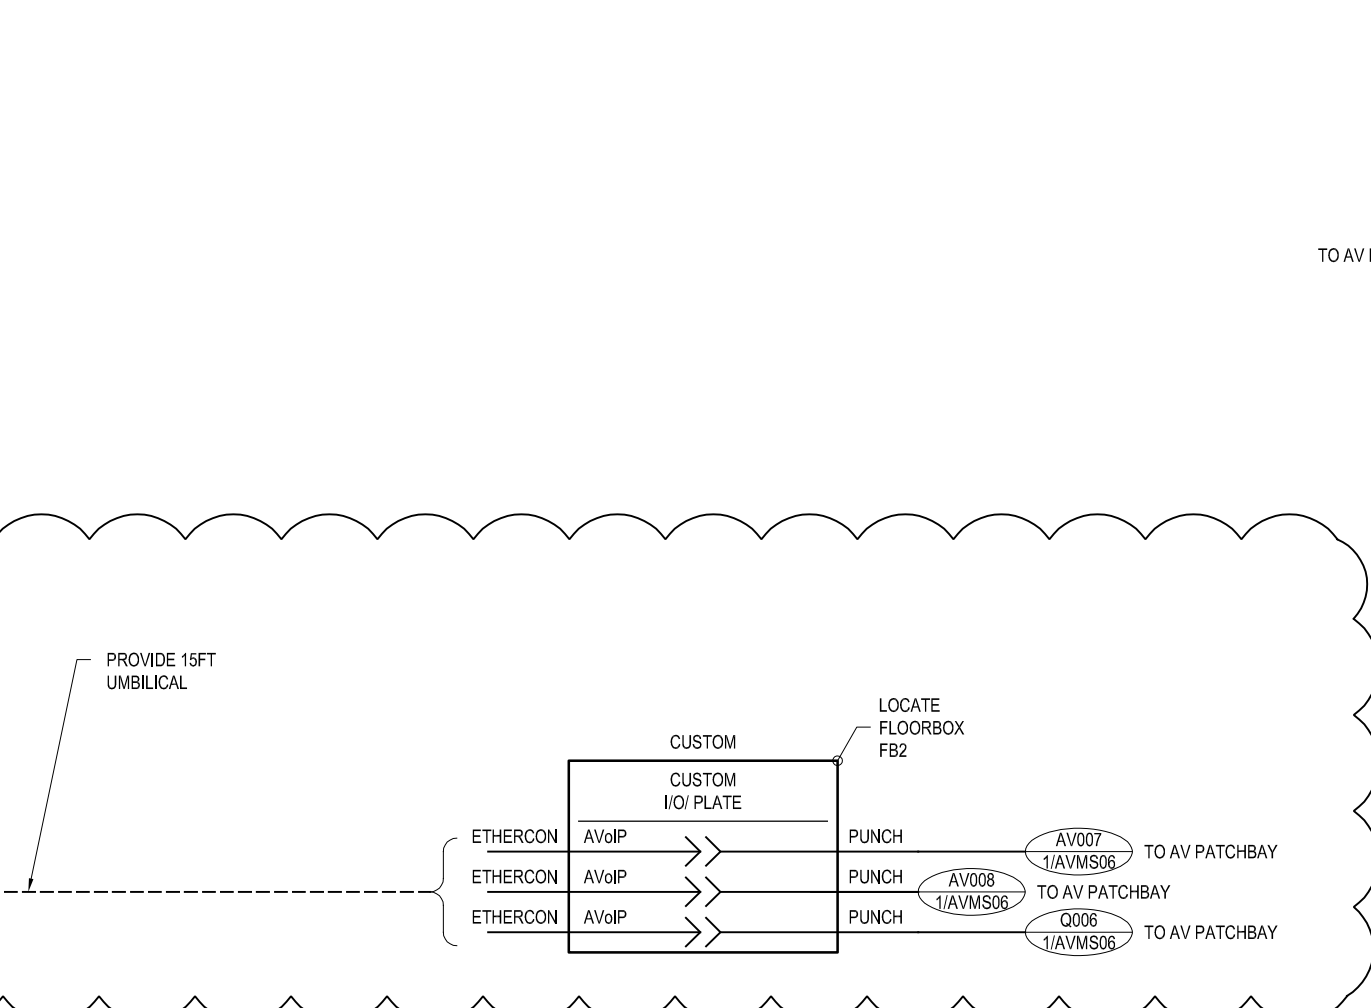 TO AV
PROVIDE 15FT
UMBILICAL
LOCATE
FLOORBOX
FB2
CUSTOM
CUSTOM
I/O/ PLATE
ETHERCON AVoIP PUNCH AV007 TO AV PATCHBAY
1/AVMS06
ETHERCON AVoIP PUNCH AV008 TO AV PATCHBAY
1/AVMS06
ETHERCON AVoIP PUNCH Q006 TO AV PATCHBAY
1/AVMS06